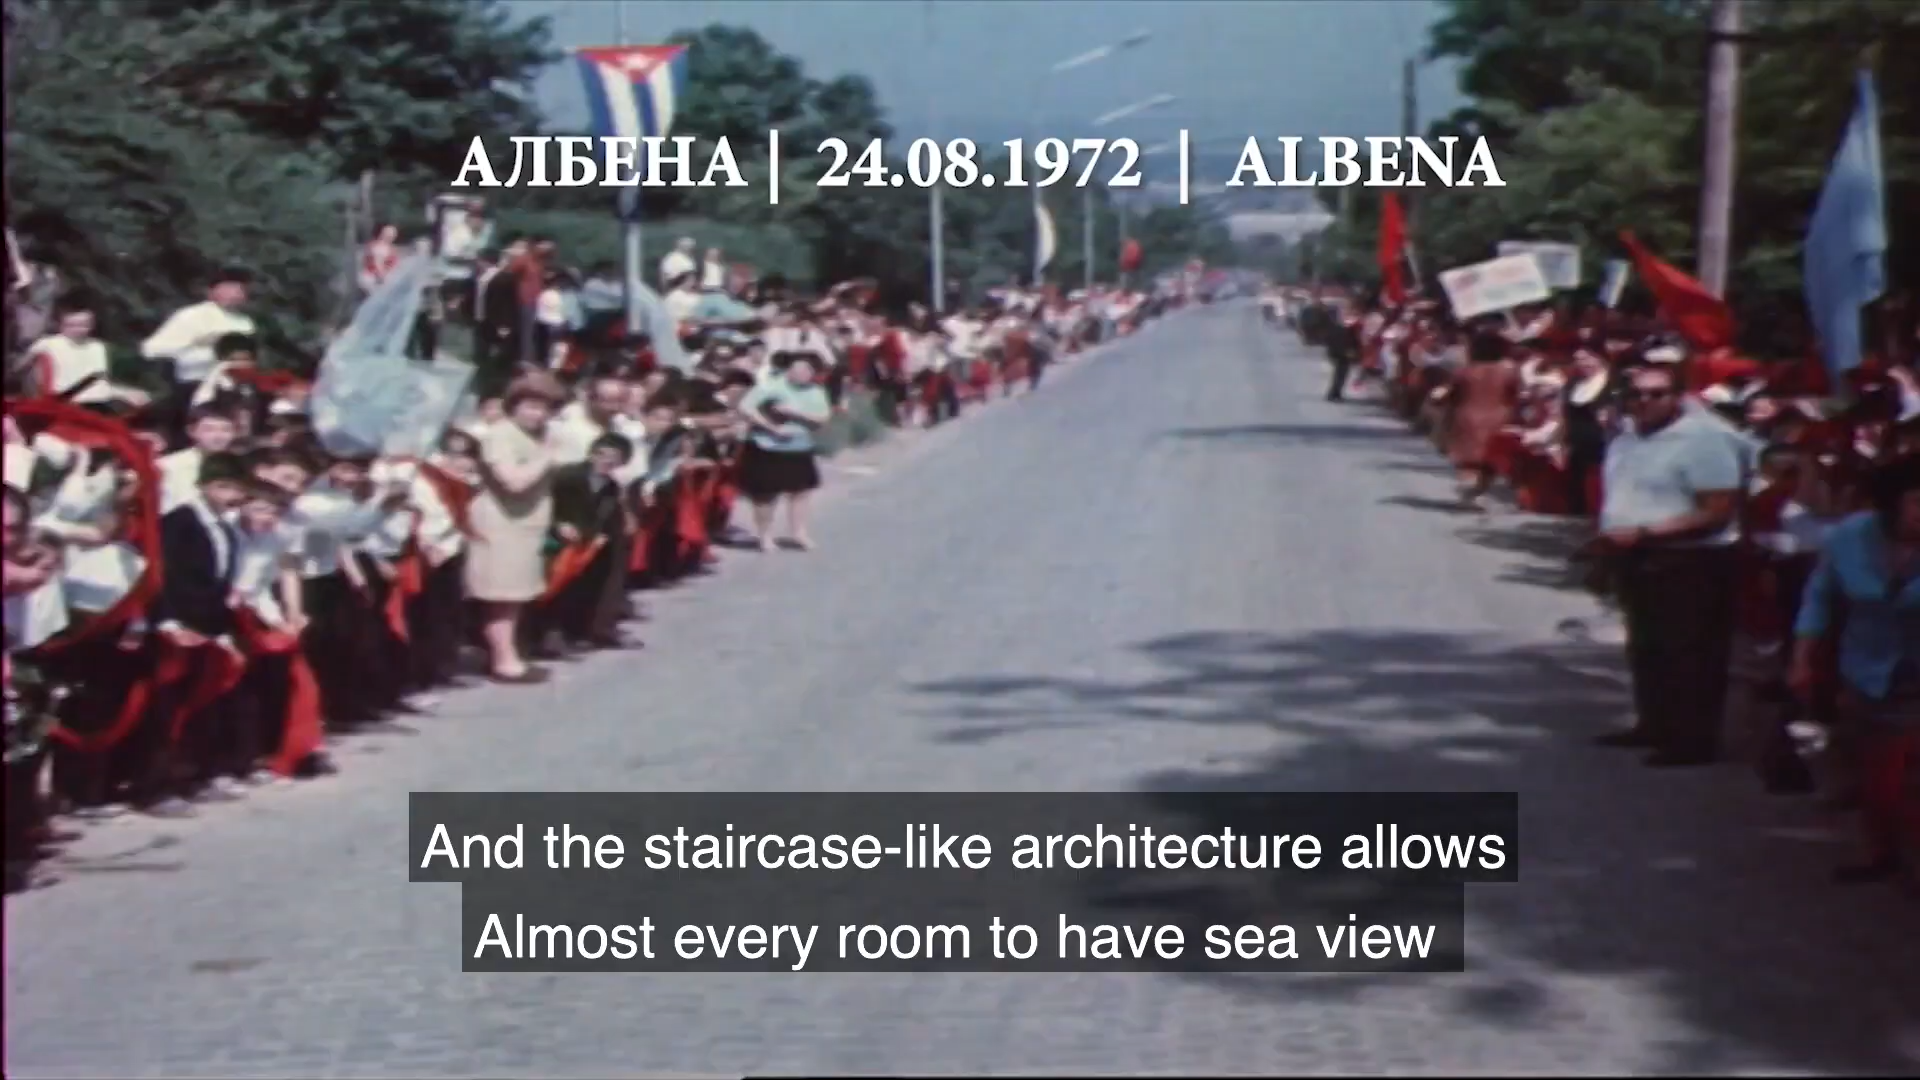 АЛБЕНА | 24.08.1972 | ALBENA
And the staircase-like architecture allows
Almost every room to have sea view